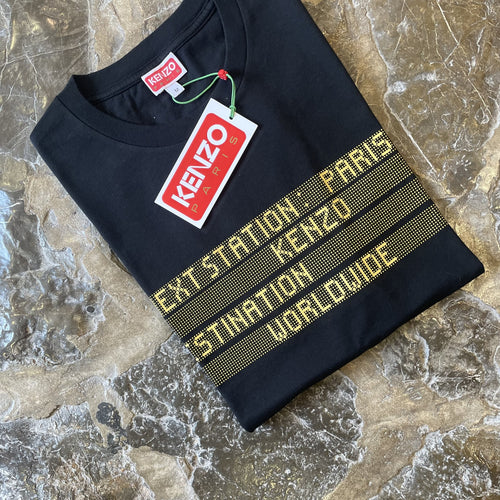 KENZO
KENZO
PARIS
EXT STATION: PARIS
KENZO
STINATION
WORLDWIDE